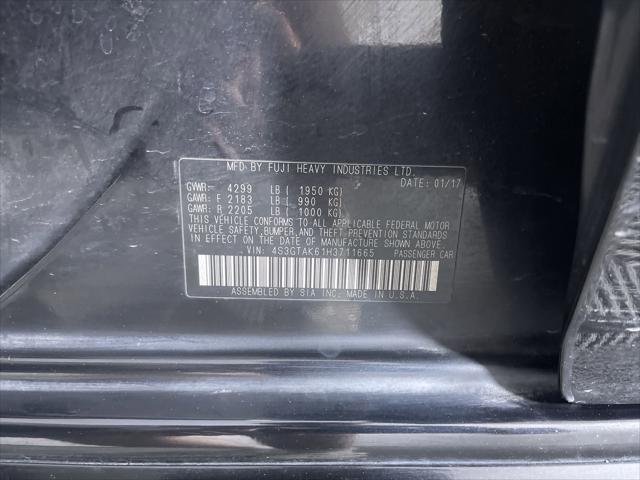 MFD BY FUJI HEAVY INDUSTRIES LTD.
DATE: 01/17
GVWR: 4299 LB ( 1950 KG)
GAWR: F 2183 LB ( 990 KG)
GAWR: R 2205 LB ( 1000 KG)
THIS VEHICLE CONFORMS TO ALL APPLICABLE FEDERAL MOTOR
VEHICLE SAFETY, BUMPER, AND THEFT PREVENTION STANDARDS
IN EFFECT ON THE DATE OF MANUFACTURE SHOWN ABOVE.
VIN: 4S3GTAK61H3711665 PASSENGER CAR
ASSEMBLED BY SIA INC. MADE IN U.S.A.